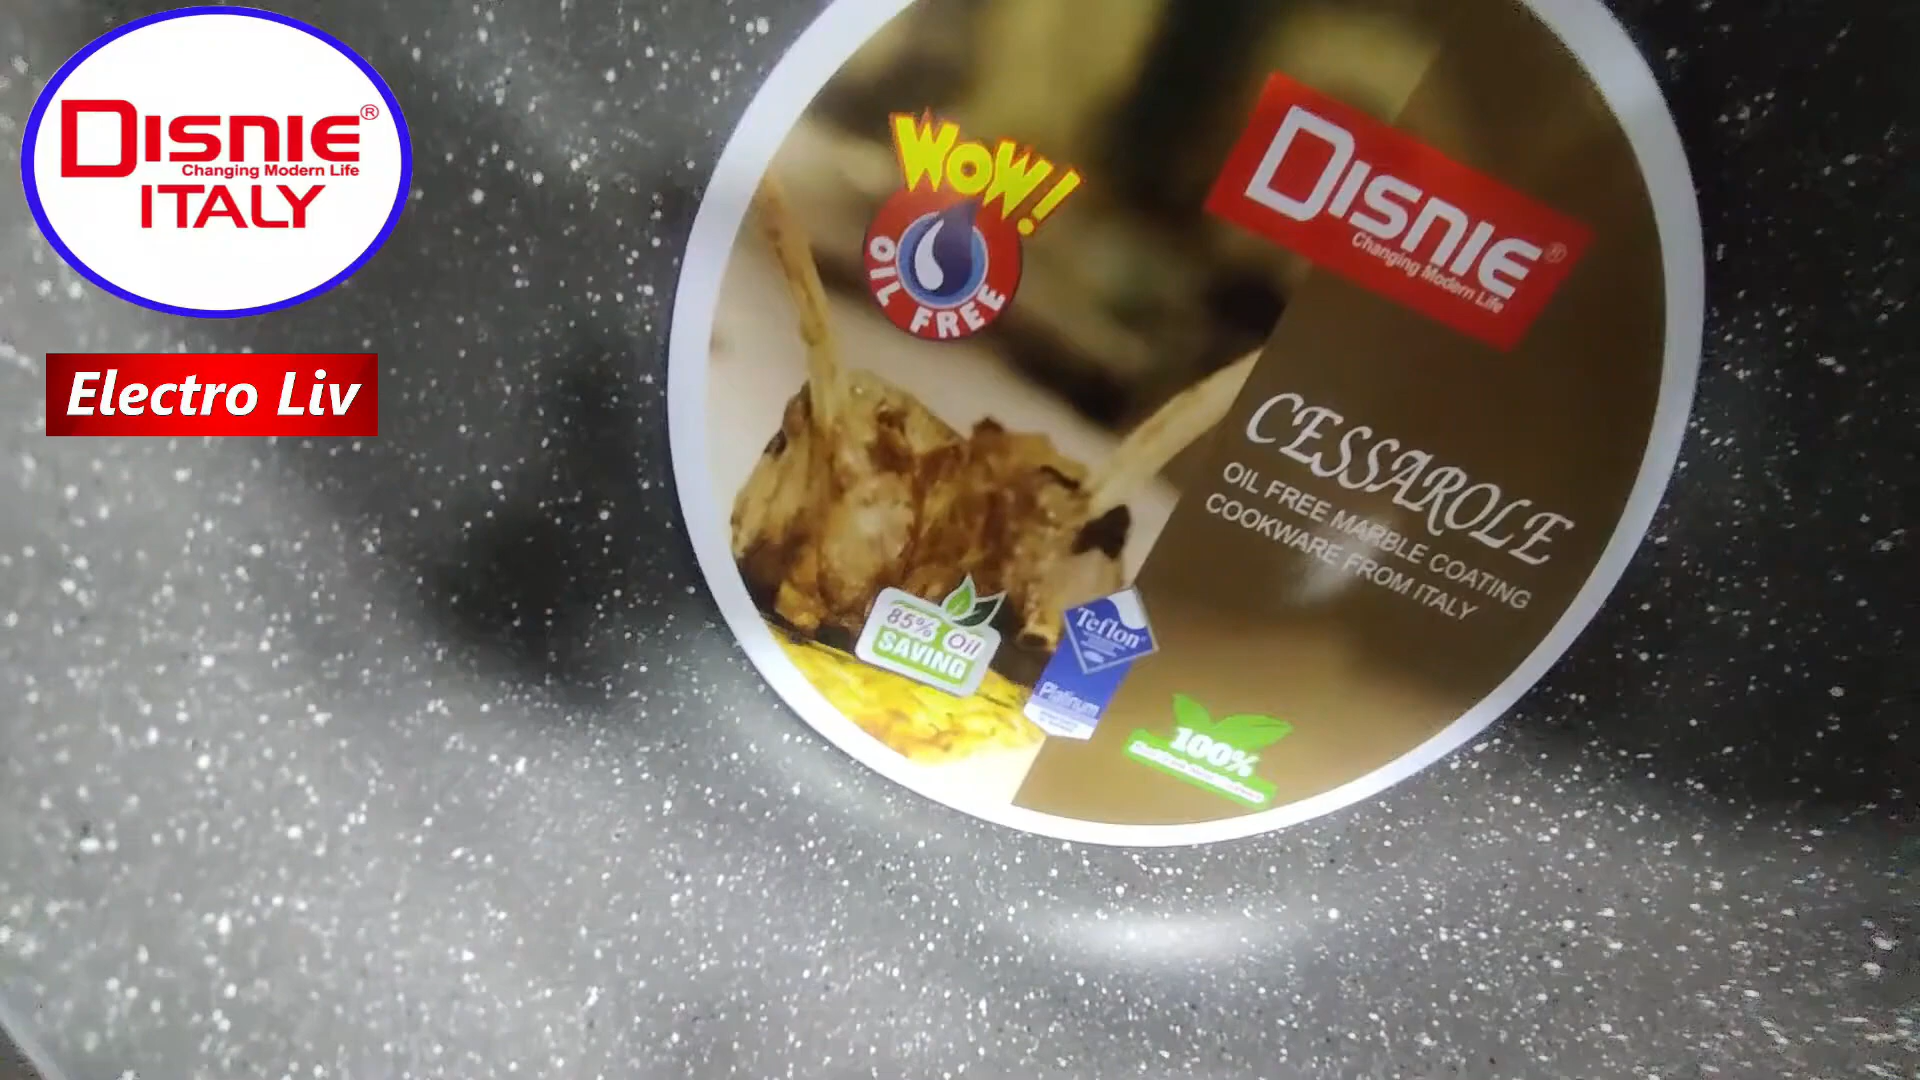 DISNIE®
Changing Modern Life
ITALY
Electro Liv
WOW!
OIL FREE
DISNIE®
Changing Modern Life
CESSAROLE
OIL FREE MARBLE COATING
COOKWARE FROM ITALY
85% Oil
SAVING
Teflon
Platinum
100%